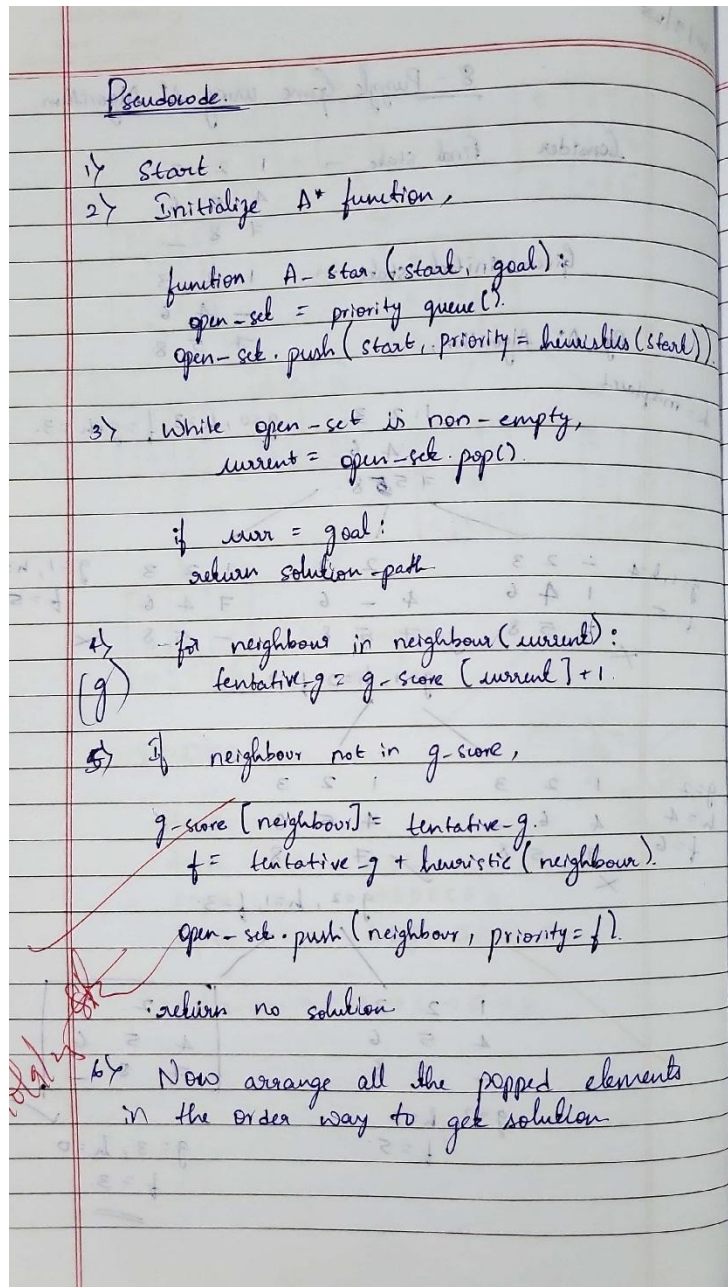 Pseudocode.
1) Start.
2) Initialize A* function,
function A-star (start, goal):
open-set = priority queue().
open-set.push(start, priority = heuristics(start))
3) While open-set is non-empty,
current = open-set.pop().
if curr = goal:
return solution-path
4) for neighbour in neighbour(current):
(g) tentative-g = g-score [current] + 1.
5) If neighbour not in g-score,
g-score [neighbour] = tentative-g.
f = tentative-g + heuristic (neighbour).
open-set.push(neighbour, priority = f).
return no solution
6) Now arrange all the popped elements
in the order way to get solution